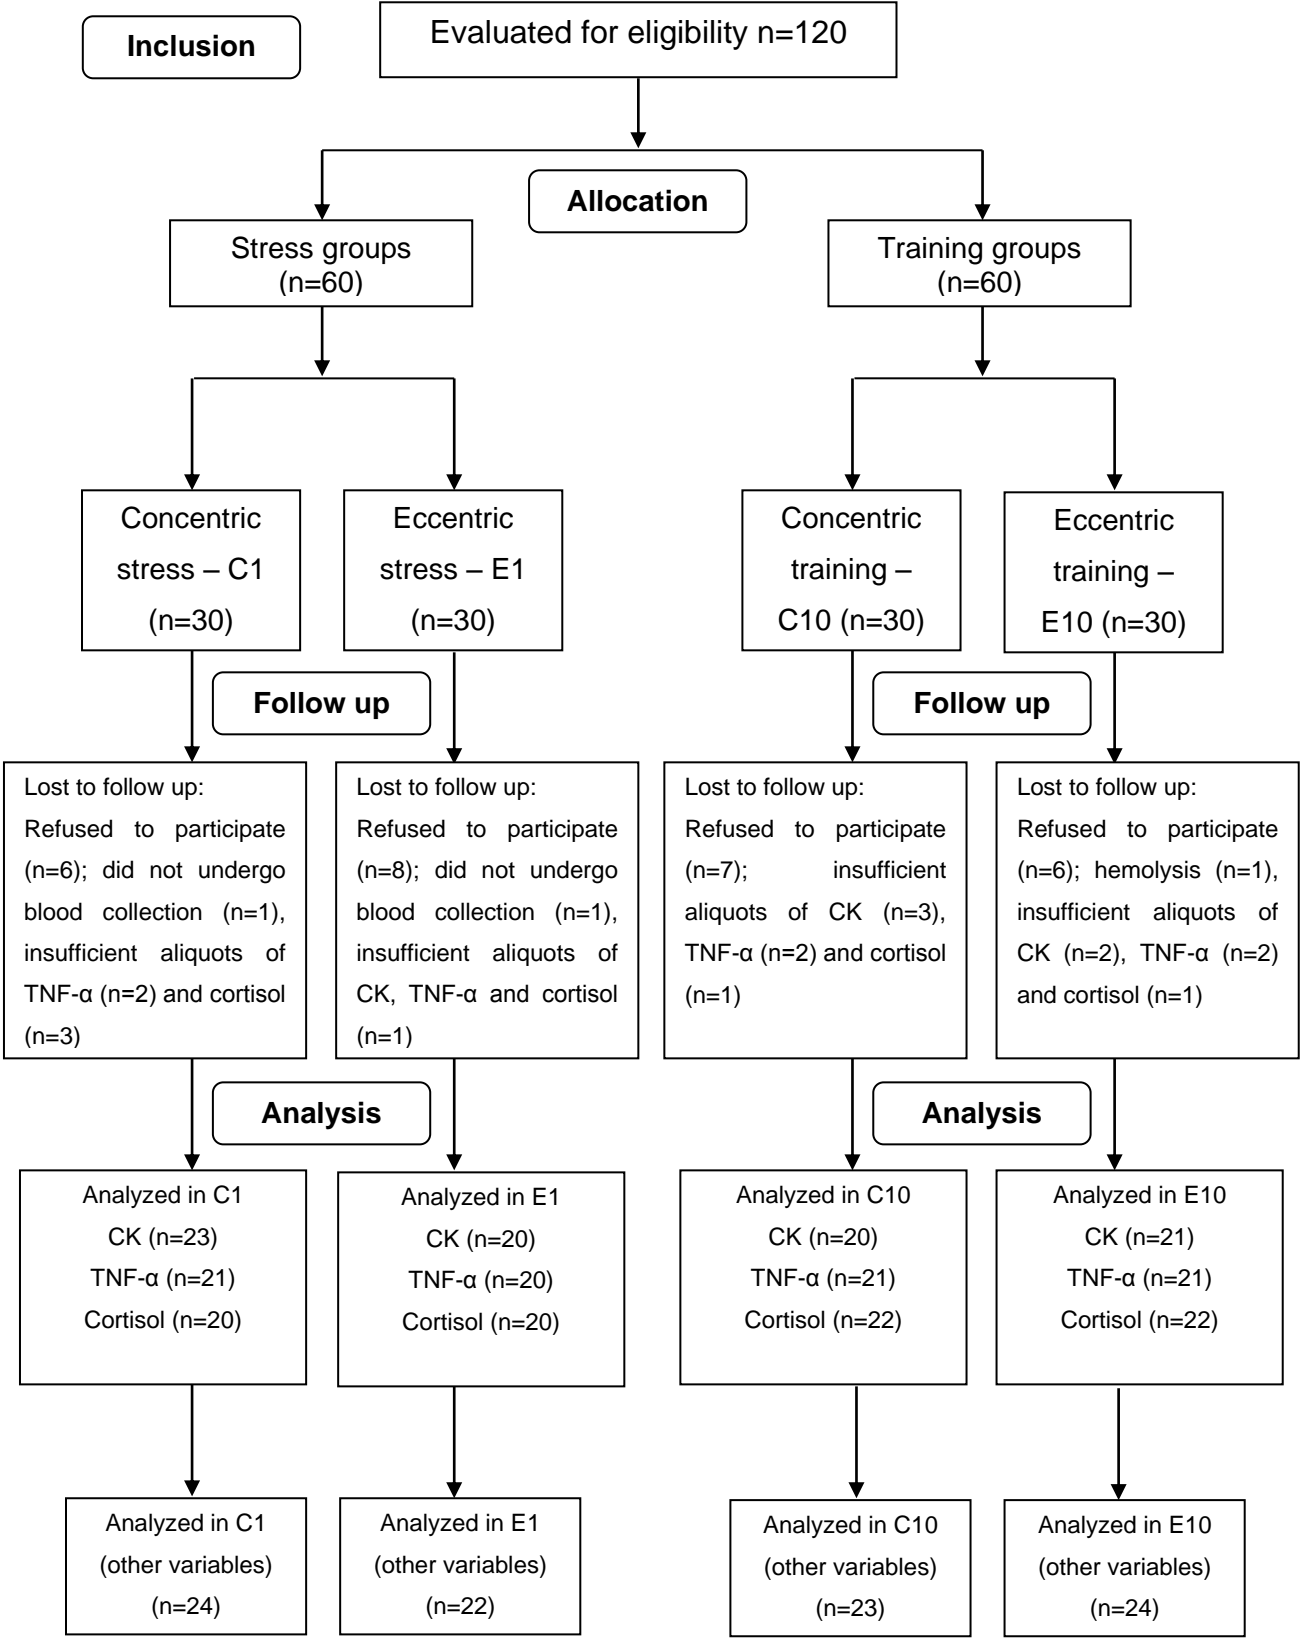 Inclusion
Evaluated for eligibility n=120
Allocation
Stress groups
(n=60)
Training groups
(n=60)
Concentric
stress – C1
(n=30)
Eccentric
stress – E1
(n=30)
Concentric
training –
C10 (n=30)
Eccentric
training –
E10 (n=30)
Follow up
Follow up
Lost to follow up:
Refused to participate
(n=6); did not undergo
blood collection (n=1),
insufficient aliquots of
TNF-α (n=2) and cortisol
(n=3)
Lost to follow up:
Refused to participate
(n=8); did not undergo
blood collection (n=1),
insufficient aliquots of
CK, TNF-α and cortisol
(n=1)
Lost to follow up:
Refused to participate
(n=7); insufficient
aliquots of CK (n=3),
TNF-α (n=2) and cortisol
(n=1)
Lost to follow up:
Refused to participate
(n=6); hemolysis (n=1),
insufficient aliquots of
CK (n=2), TNF-α (n=2)
and cortisol (n=1)
Analysis
Analysis
Analyzed in C1
CK (n=23)
TNF-α (n=21)
Cortisol (n=20)
Analyzed in E1
CK (n=20)
TNF-α (n=20)
Cortisol (n=20)
Analyzed in C10
CK (n=20)
TNF-α (n=21)
Cortisol (n=22)
Analyzed in E10
CK (n=21)
TNF-α (n=21)
Cortisol (n=22)
Analyzed in C1
(other variables)
(n=24)
Analyzed in E1
(other variables)
(n=22)
Analyzed in C10
(other variables)
(n=23)
Analyzed in E10
(other variables)
(n=24)